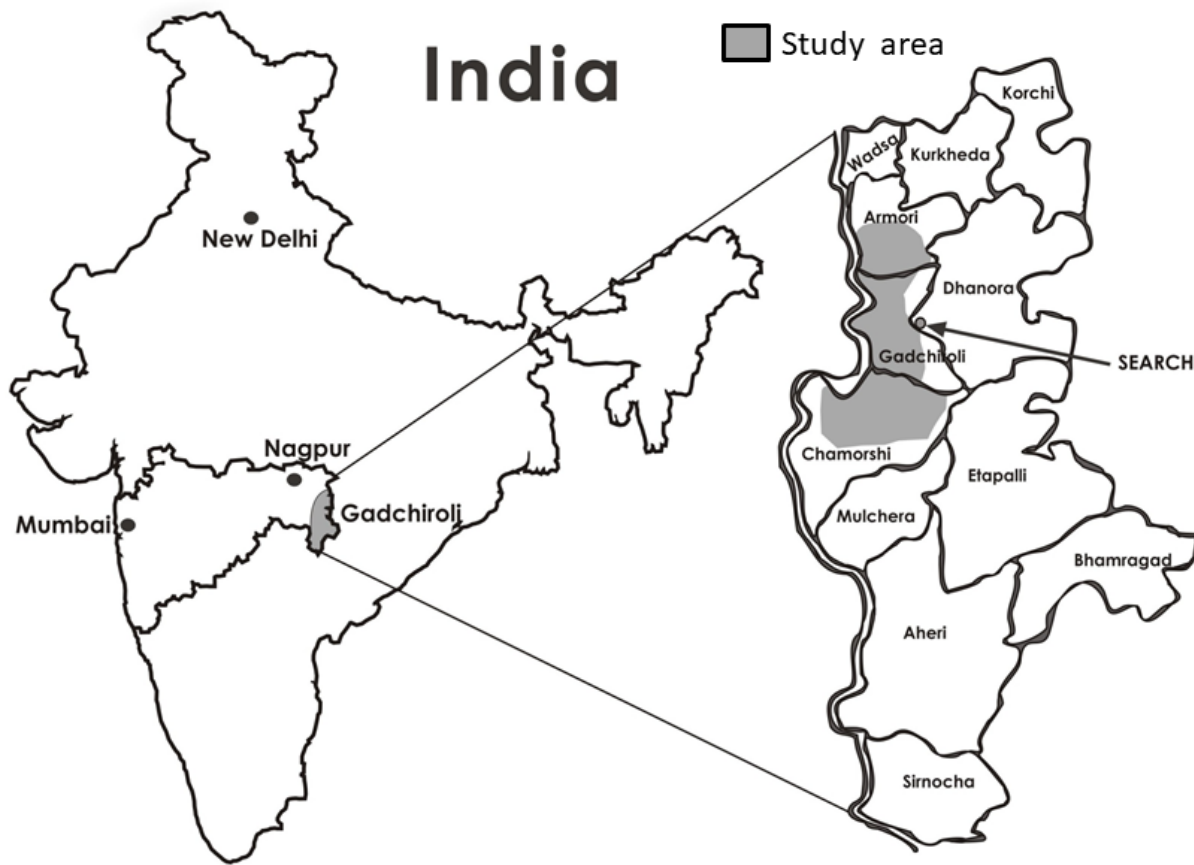 India
Study area
New Delhi
Nagpur
Mumbai
Gadchiroli
Korchi
Wadsa
Kurkheda
Armori
Dhanora
Gadchiroli
SEARCH
Chamorshi
Etapalli
Mulchera
Bhamragad
Aheri
Sirnocha